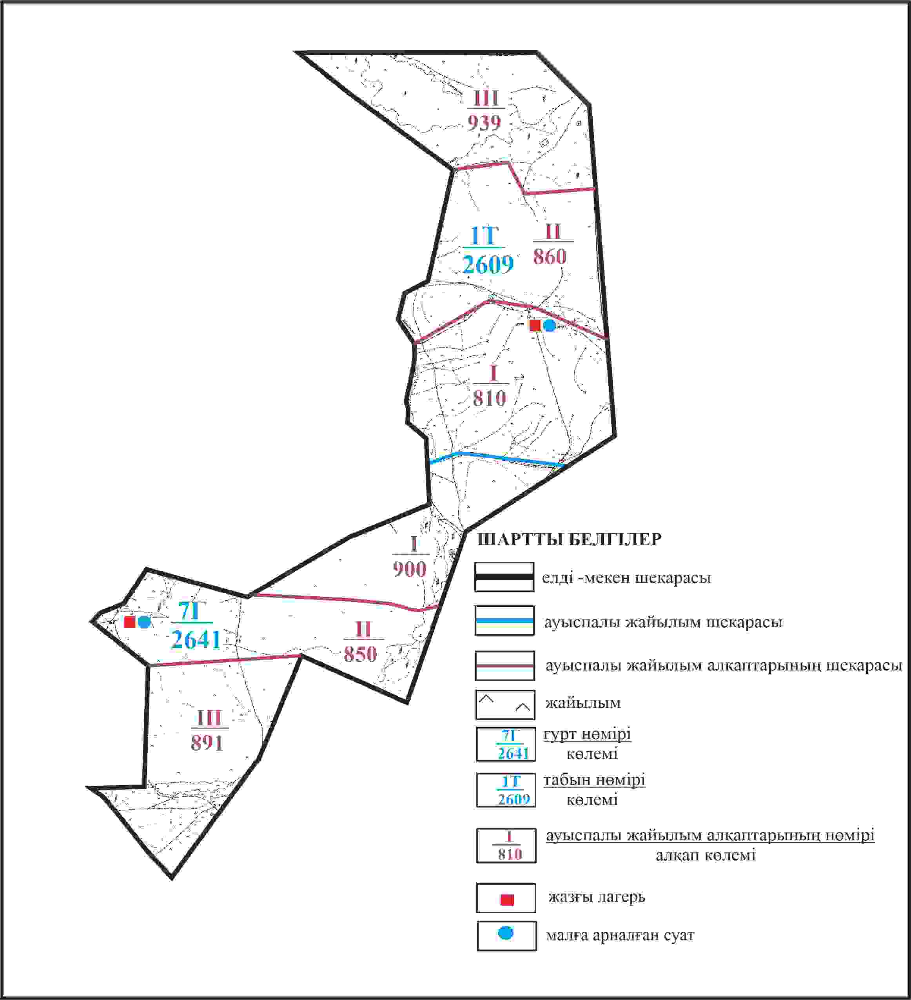 III
939
1Т
2609
II
860
I
810
I
900
7Г
2641
II
850
III
891
ШАРТТЫ БЕЛГІЛЕР
елді -мекен шекарасы
ауыспалы жайылым шекарасы
ауыспалы жайылым алқаптарының шекарасы
жайылым
7Г
2641
гурт нөмірі
көлемі
1Т
2609
табын нөмірі
көлемі
I
810
ауыспалы жайылым алқаптарының нөмірі
алқап көлемі
жазғы лагерь
малға арналған суат